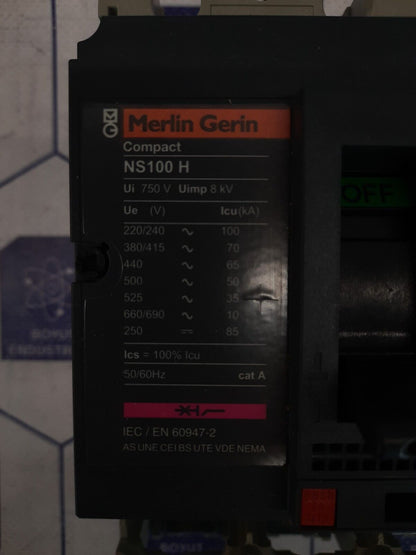 MG Merlin Gerin
Compact
NS100 H
Ui 750 V Uimp 8 kV
Ue (V) Icu(kA)
220/240 ~ 100
380/415 ~ 70
440 ~ 65
500 ~ 50
525 ~ 35
660/690 ~ 10
250 ⎓ 85
Ics = 100% Icu
50/60Hz cat A
IEC / EN 60947-2
AS UNE CEI BS UTE VDE NEMA
OFF